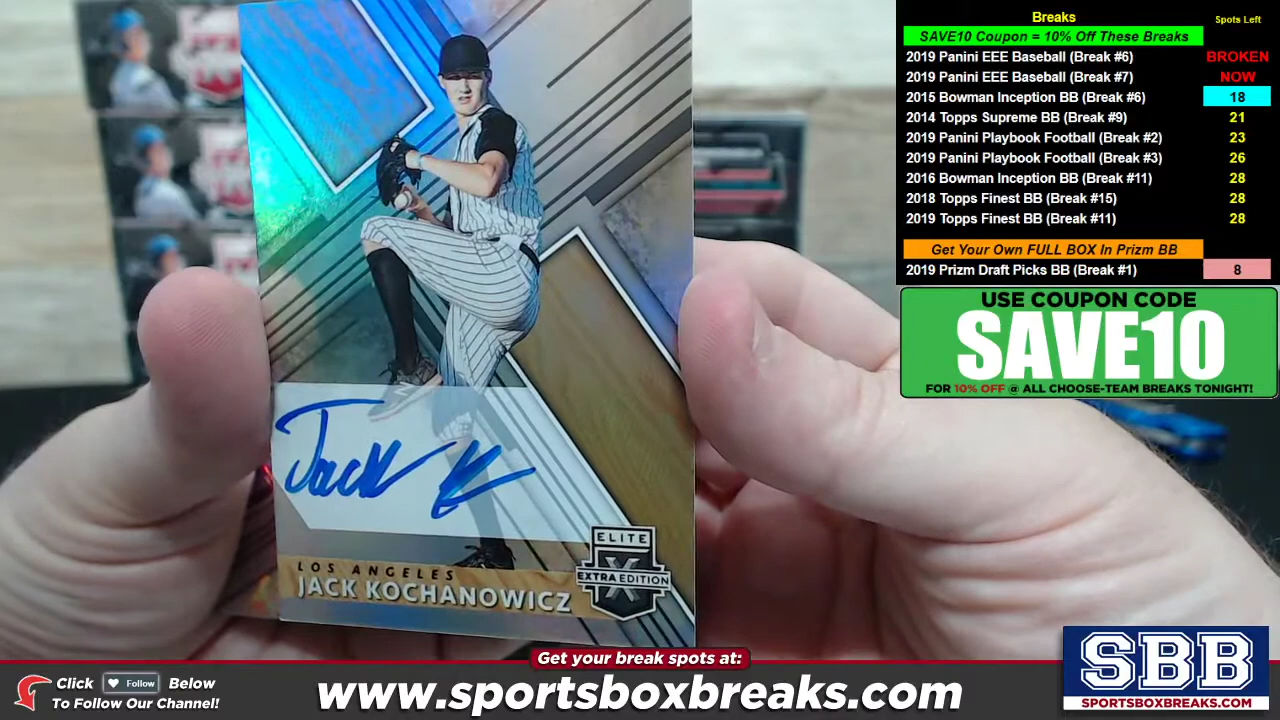 Jack K
ELITE
X
EXTRA EDITION
LOS ANGELES
JACK KOCHANOWICZ
Breaks Spots Left
SAVE10 Coupon = 10% Off These Breaks
2019 Panini EEE Baseball (Break #6) BROKEN
2019 Panini EEE Baseball (Break #7) NOW
2015 Bowman Inception BB (Break #6) 18
2014 Topps Supreme BB (Break #9) 21
2019 Panini Playbook Football (Break #2) 23
2019 Panini Playbook Football (Break #3) 26
2016 Bowman Inception BB (Break #11) 28
2018 Topps Finest BB (Break #15) 28
2019 Topps Finest BB (Break #11) 28
Get Your Own FULL BOX In Prizm BB
2019 Prizm Draft Picks BB (Break #1) 8
USE COUPON CODE
SAVE10
FOR 10% OFF @ ALL CHOOSE-TEAM BREAKS TONIGHT!
Get your break spots at:
Click Follow Below
To Follow Our Channel!
www.sportsboxbreaks.com
SBB
SPORTSBOXBREAKS.COM